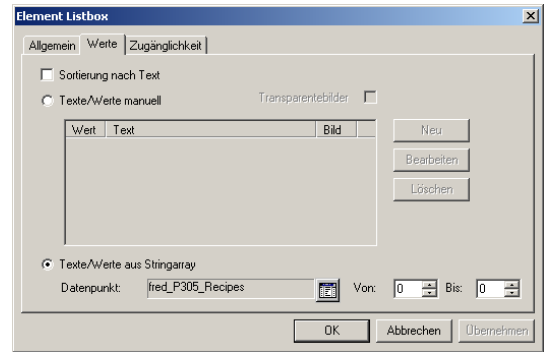 Element Listbox
Allgemein Werte Zugänglichkeit
Sortierung nach Text
Texte/Werte manuell Transparentebilder
Wert Text Bild
Neu
Bearbeiten
Löschen
Texte/Werte aus Stringarray
Datenpunkt: fred_P305_Recipes Von: 0 Bis: 0
OK Abbrechen Übernehmen